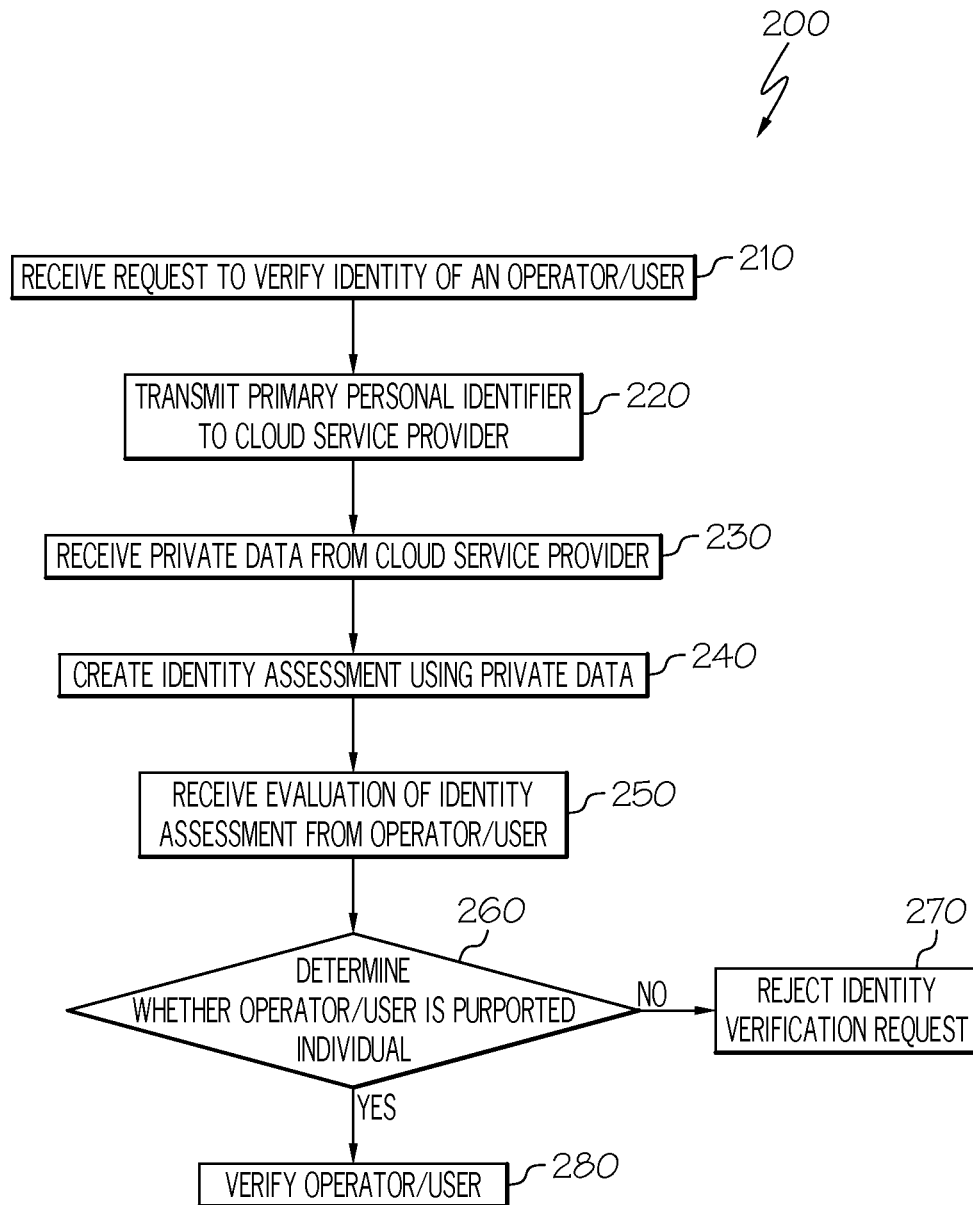 200
RECEIVE REQUEST TO VERIFY IDENTITY OF AN OPERATOR/USER
210
TRANSMIT PRIMARY PERSONAL IDENTIFIER
TO CLOUD SERVICE PROVIDER
220
RECEIVE PRIVATE DATA FROM CLOUD SERVICE PROVIDER
230
CREATE IDENTITY ASSESSMENT USING PRIVATE DATA
240
RECEIVE EVALUATION OF IDENTITY
ASSESSMENT FROM OPERATOR/USER
250
260
DETERMINE
WHETHER OPERATOR/USER IS PURPORTED
INDIVIDUAL
NO
270
REJECT IDENTITY
VERIFICATION REQUEST
YES
VERIFY OPERATOR/USER
280